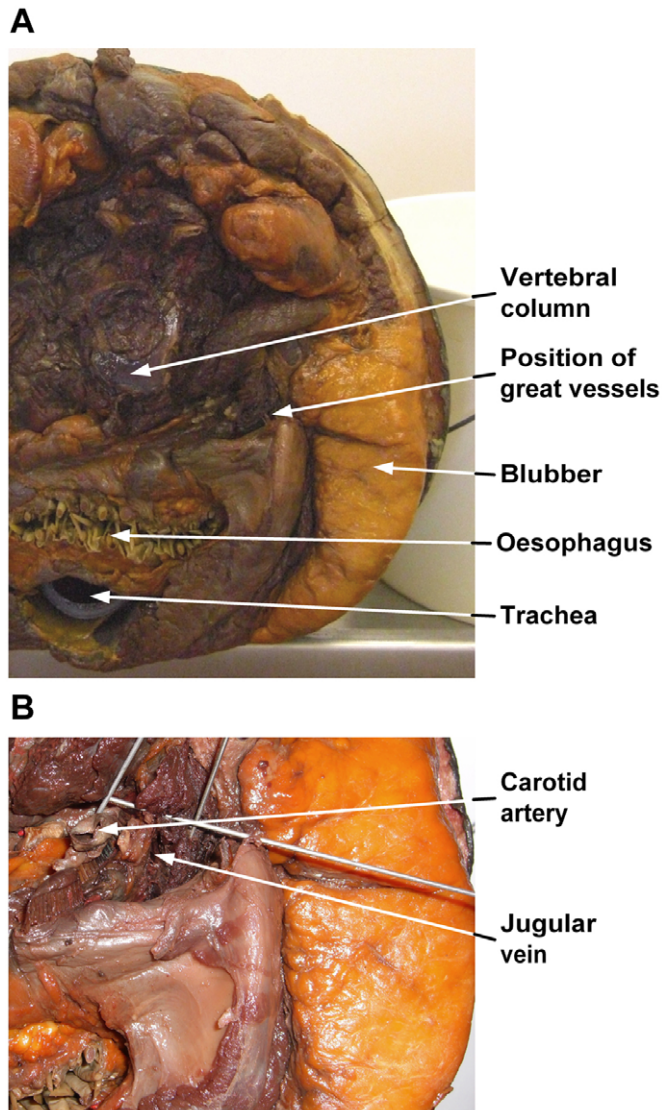 A
Vertebral
column
Position of
great vessels
Blubber
Oesophagus
Trachea
B
Carotid
artery
Jugular
vein